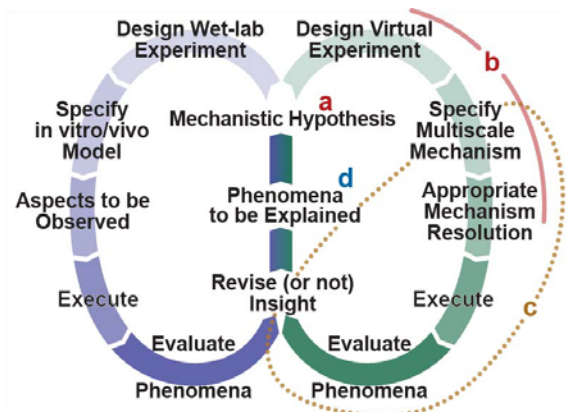 Design Wet-lab
Experiment
Design Virtual
Experiment
b
a
Mechanistic Hypothesis
Specify
in vitro/vivo
Model
Specify
Multiscale
Mechanism
d
Aspects to be
Observed
Phenomena
to be Explained
Appropriate
Mechanism
Resolution
Revise (or not)
Insight
Execute
Execute
c
Evaluate
Phenomena
Evaluate
Phenomena